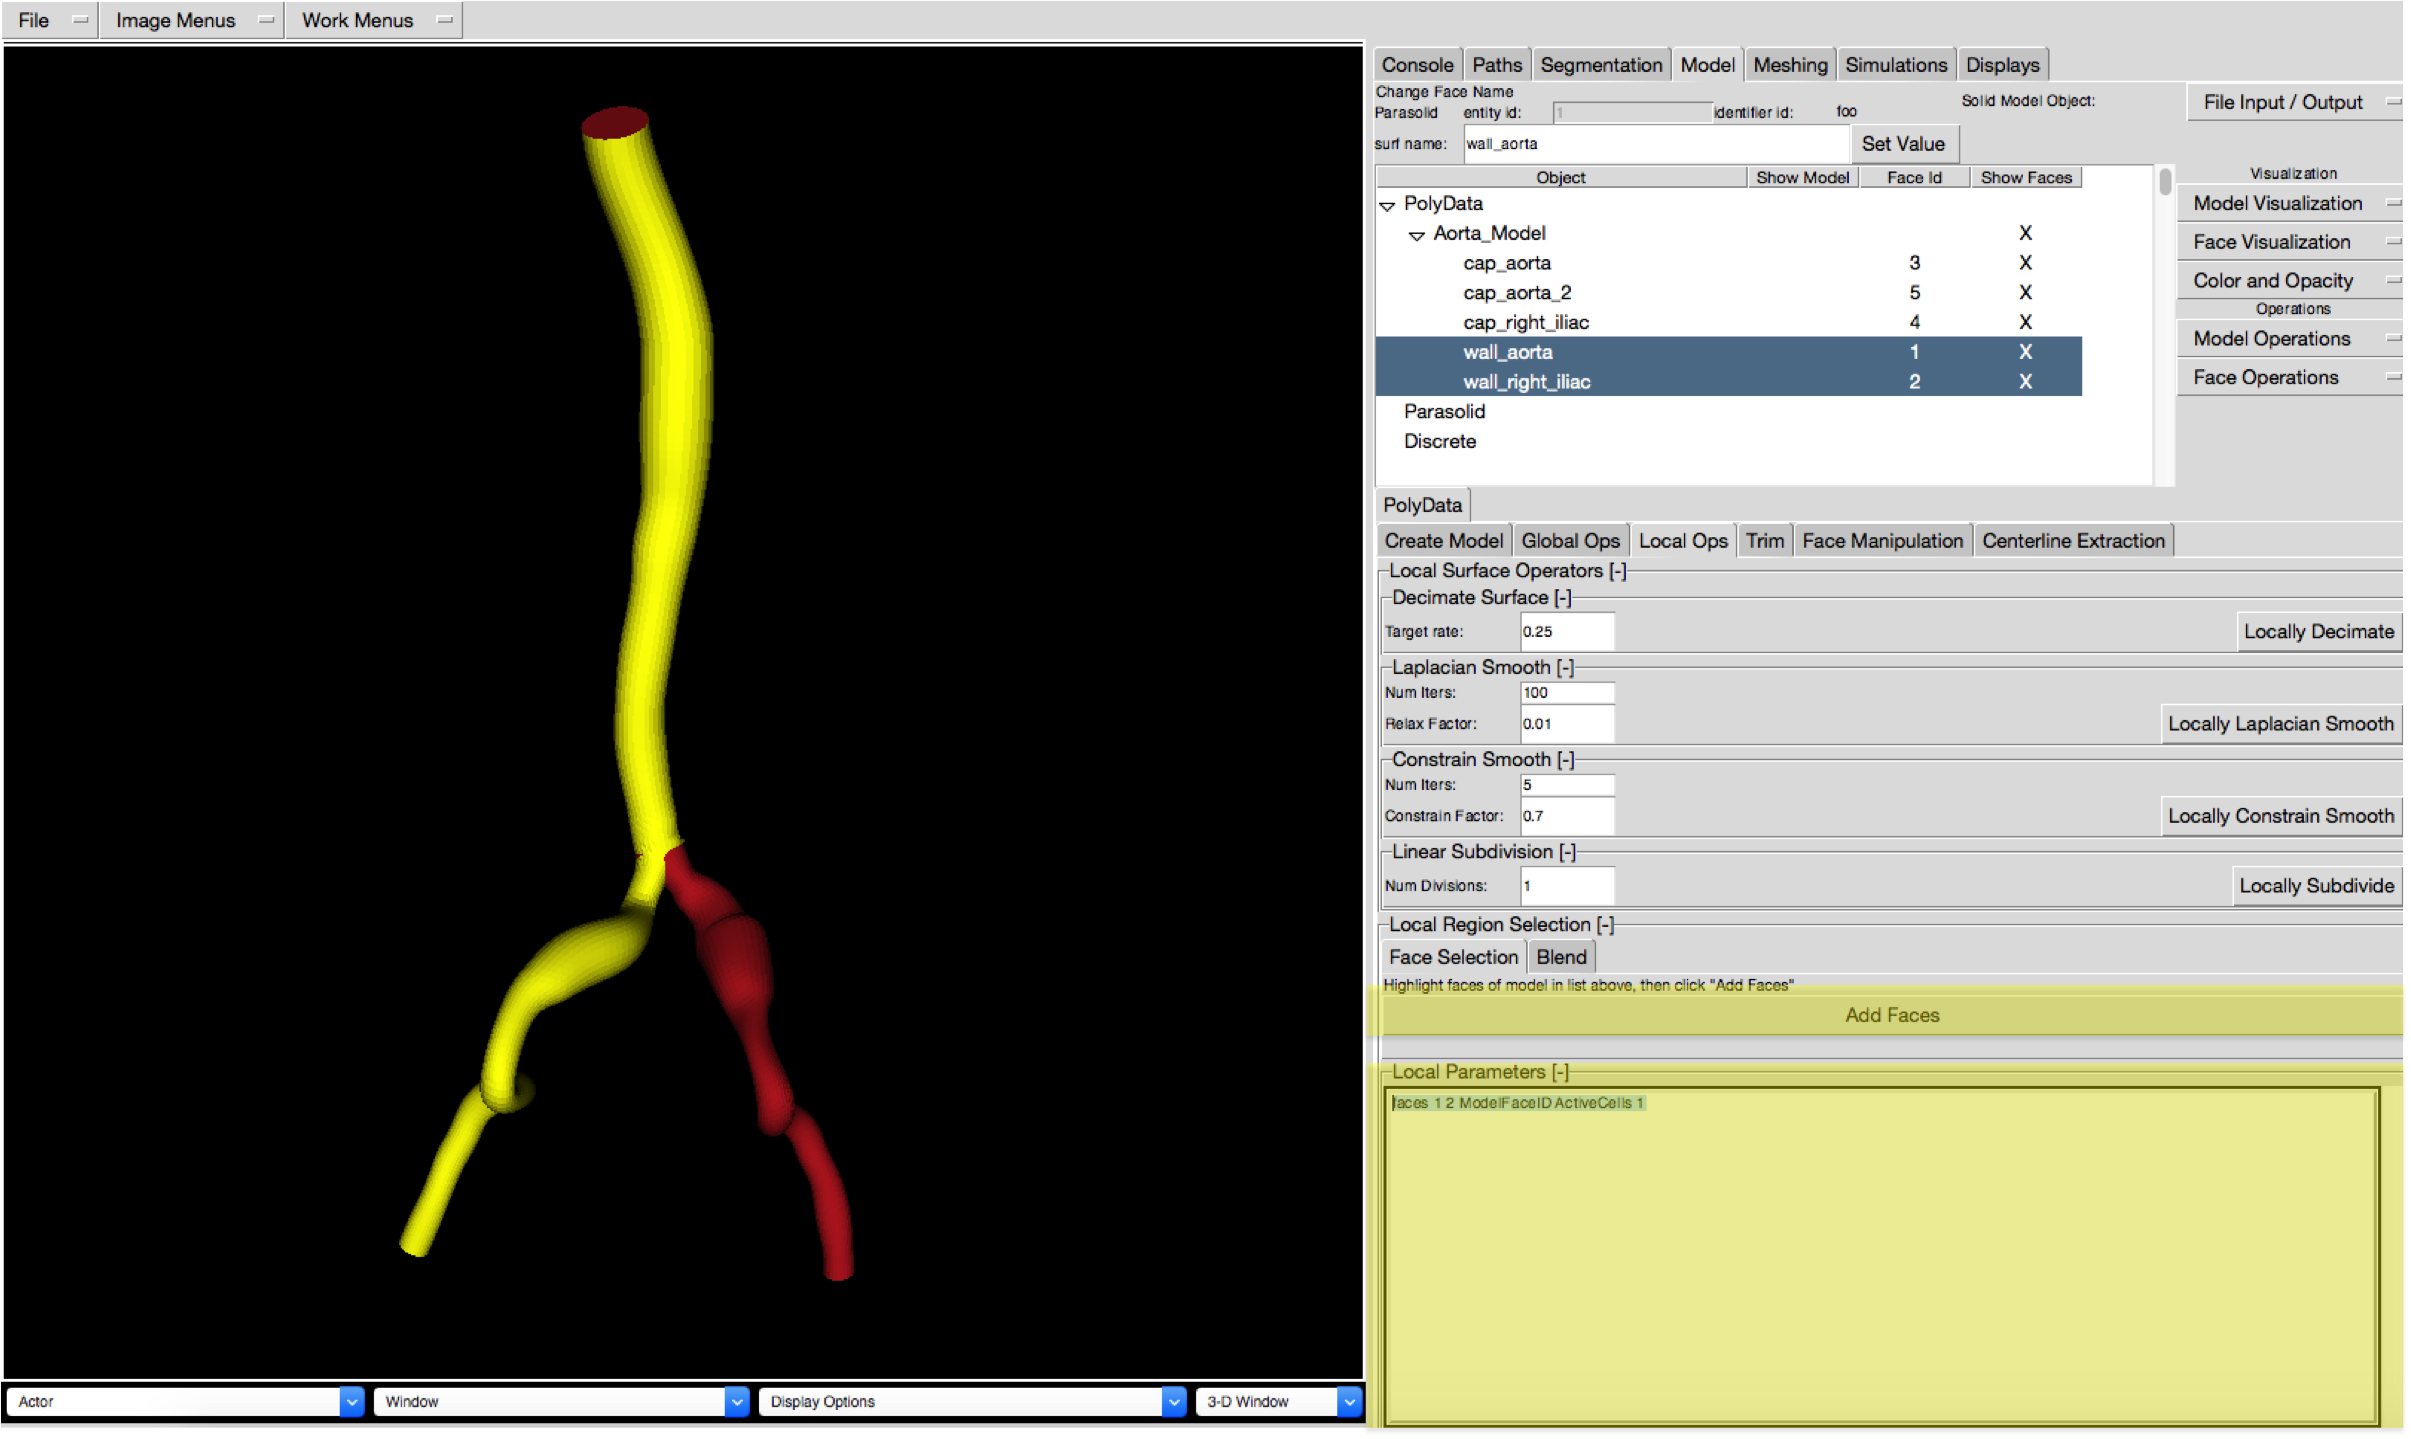 File Image Menus Work Menus
Console Paths Segmentation Model Meshing Simulations Displays
Change Face Name
Parasolid entity id: 1 identifier id: foo Solid Model Object: File Input / Output
surf name: wall_aorta Set Value
Object Show Model Face Id Show Faces
Visualization
PolyData Model Visualization
Aorta_Model X Face Visualization
cap_aorta 3 X
cap_aorta_2 5 X Color and Opacity
Operations
cap_right_iliac 4 X
Model Operations
wall_aorta 1 X
wall_right_iliac 2 X Face Operations
Parasolid
Discrete
PolyData
Create Model Global Ops Local Ops Trim Face Manipulation Centerline Extraction
Local Surface Operators [-]
Decimate Surface [-]
Target rate: 0.25 Locally Decimate
Laplacian Smooth [-]
Num Iters: 100
Relax Factor: 0.01 Locally Laplacian Smooth
Constrain Smooth [-]
Num Iters: 5
Constrain Factor: 0.7 Locally Constrain Smooth
Linear Subdivision [-]
Num Divisions: 1 Locally Subdivide
Local Region Selection [-]
Face Selection Blend
Highlight faces of model in list above, then click "Add Faces"
Add Faces
Local Parameters [-]
faces 1 2 ModelFaceID ActiveCells 1
Actor Window Display Options 3-D Window